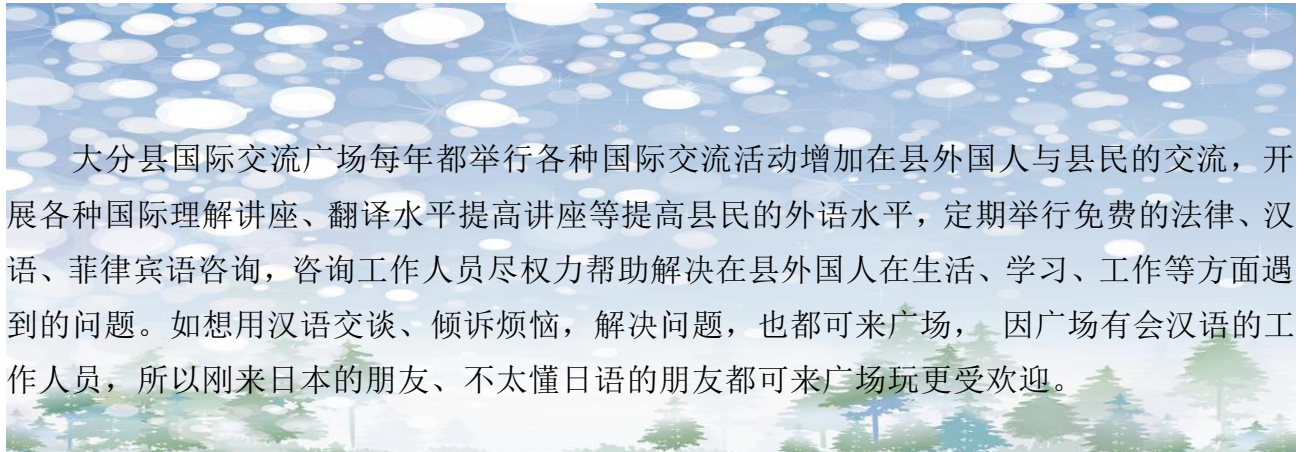 大分县国际交流广场每年都举行各种国际交流活动增加在县外国人与县民的交流，开
展各种国际理解讲座、翻译水平提高讲座等提高县民的外语水平，定期举行免费的法律、汉
语、菲律宾语咨询，咨询工作人员尽权力帮助解决在县外国人在生活、学习、工作等方面遇
到的问题。如想用汉语交谈、倾诉烦恼，解决问题，也都可来广场， 因广场有会汉语的工
作人员，所以刚来日本的朋友、不太懂日语的朋友都可来广场玩更受欢迎。